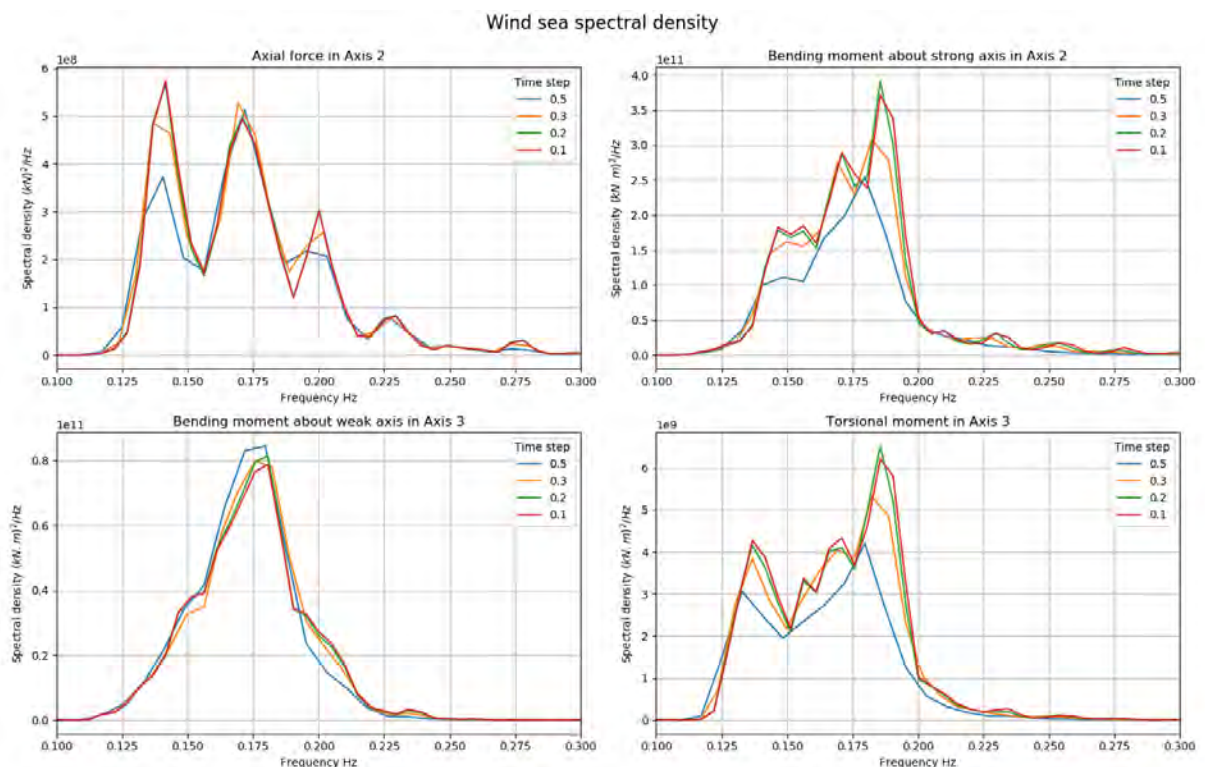 Wind sea spectral density
Axial force in Axis 2
1e8
Spectral density (kN)²/Hz
6
5
4
3
2
1
0
Time step
0.5
0.3
0.2
0.1
0.100 0.125 0.150 0.175 0.200 0.225 0.250 0.275 0.300
Frequency Hz
Bending moment about strong axis in Axis 2
1e11
Spectral density (kN. m)²/Hz
4.0
3.5
3.0
2.5
2.0
1.5
1.0
0.5
0.0
Time step
0.5
0.3
0.2
0.1
0.100 0.125 0.150 0.175 0.200 0.225 0.250 0.275 0.300
Frequency Hz
Bending moment about weak axis in Axis 3
1e11
Spectral density (kN. m)²/Hz
0.8
0.6
0.4
0.2
0.0
Time step
0.5
0.3
0.2
0.1
0.100 0.125 0.150 0.175 0.200 0.225 0.250 0.275 0.300
Frequency Hz
Torsional moment in Axis 3
1e9
Spectral density (kN. m)²/Hz
6
5
4
3
2
1
0
Time step
0.5
0.3
0.2
0.1
0.100 0.125 0.150 0.175 0.200 0.225 0.250 0.275 0.300
Frequency Hz